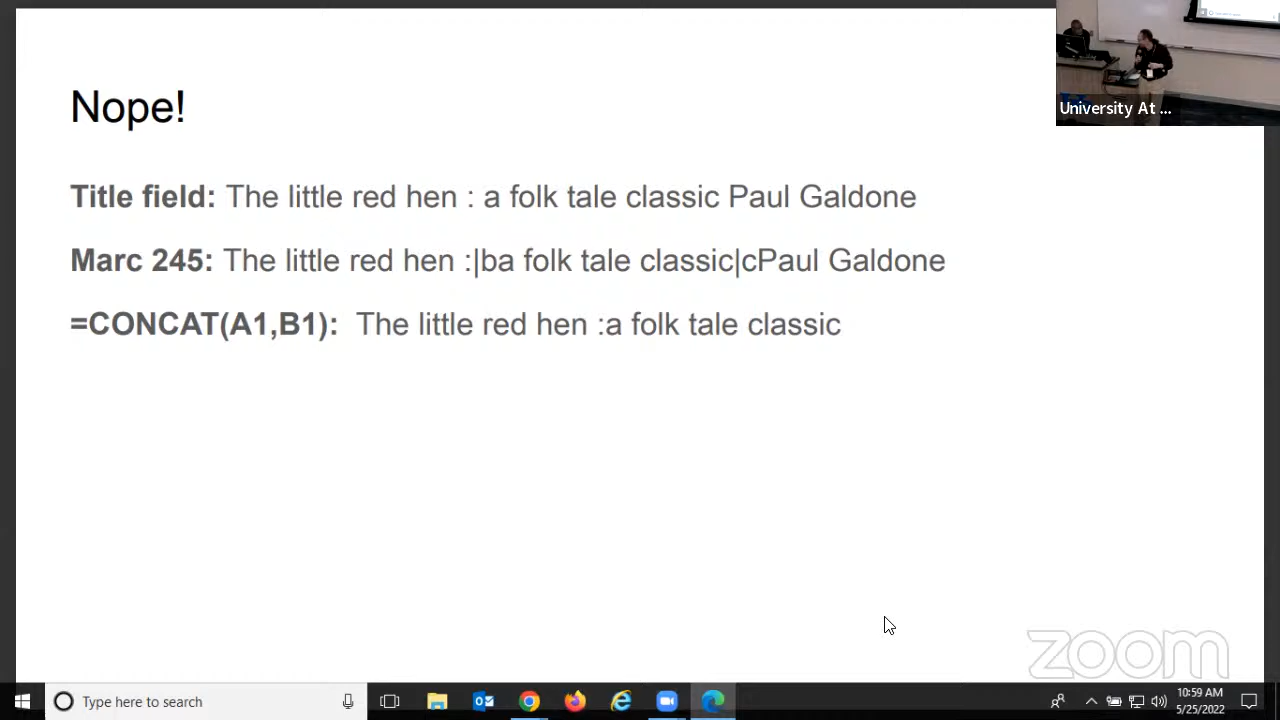 Nope!
University At ...
Title field: The little red hen : a folk tale classic Paul Galdone
Marc 245: The little red hen :|ba folk tale classic|cPaul Galdone
=CONCAT(A1,B1): The little red hen :a folk tale classic
zoom
Type here to search
10:59 AM
5/25/2022